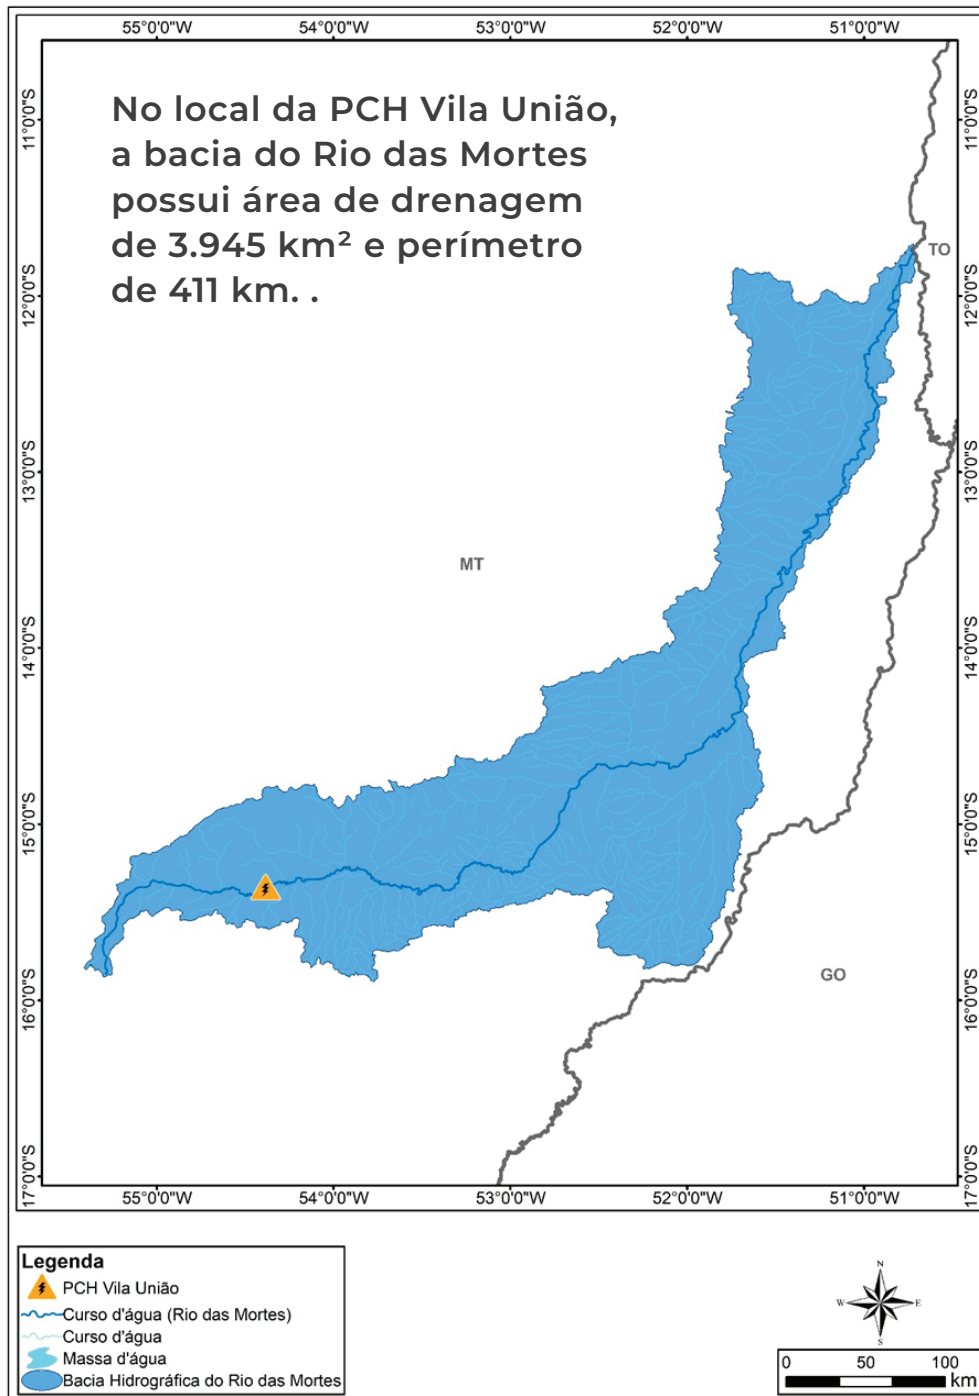 55°0'0"W 54°0'0"W 53°0'0"W 52°0'0"W 51°0'0"W
No local da PCH Vila União,
a bacia do Rio das Mortes
possui área de drenagem
de 3.945 km² e perímetro
de 411 km. .
11°0'0"S
12°0'0"S
13°0'0"S
14°0'0"S
15°0'0"S
16°0'0"S
17°0'0"S
11°0'0"S
12°0'0"S
13°0'0"S
14°0'0"S
15°0'0"S
16°0'0"S
17°0'0"S
TO
MT
GO
55°0'0"W 54°0'0"W 53°0'0"W 52°0'0"W 51°0'0"W
Legenda
PCH Vila União
Curso d'água (Rio das Mortes)
Curso d'água
Massa d'água
Bacia Hidrográfica do Rio das Mortes
N
W E
S
0 50 100
km